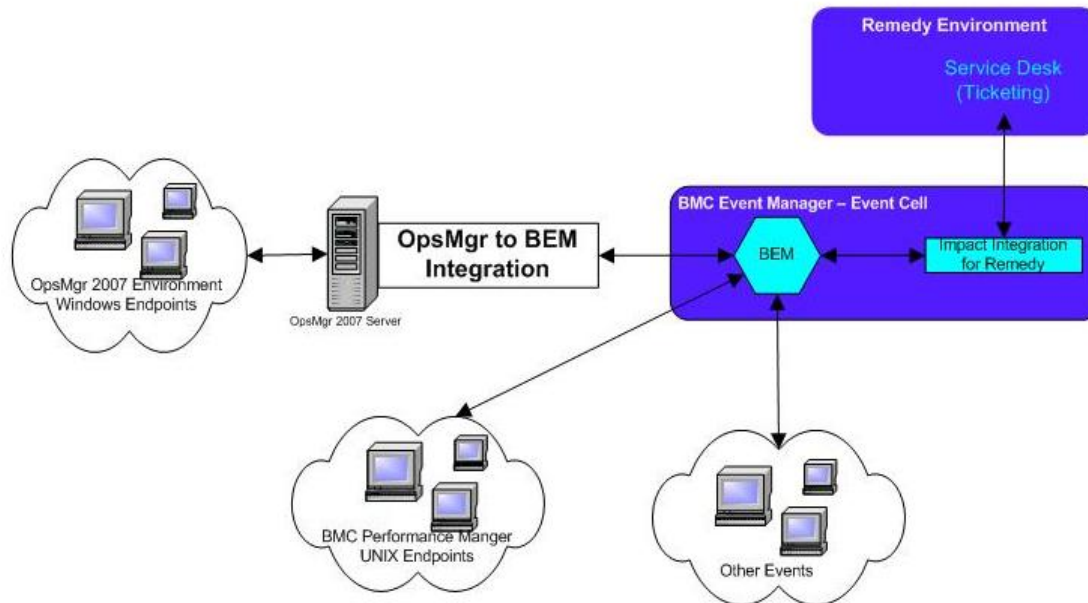 Remedy Environment
Service Desk
(Ticketing)
BMC Event Manager – Event Cell
OpsMgr to BEM
Integration
BEM
Impact Integration
for Remedy
OpsMgr 2007 Environment
Windows Endpoints
OpsMgr 2007 Server
BMC Performance Manger
UNIX Endpoints
Other Events